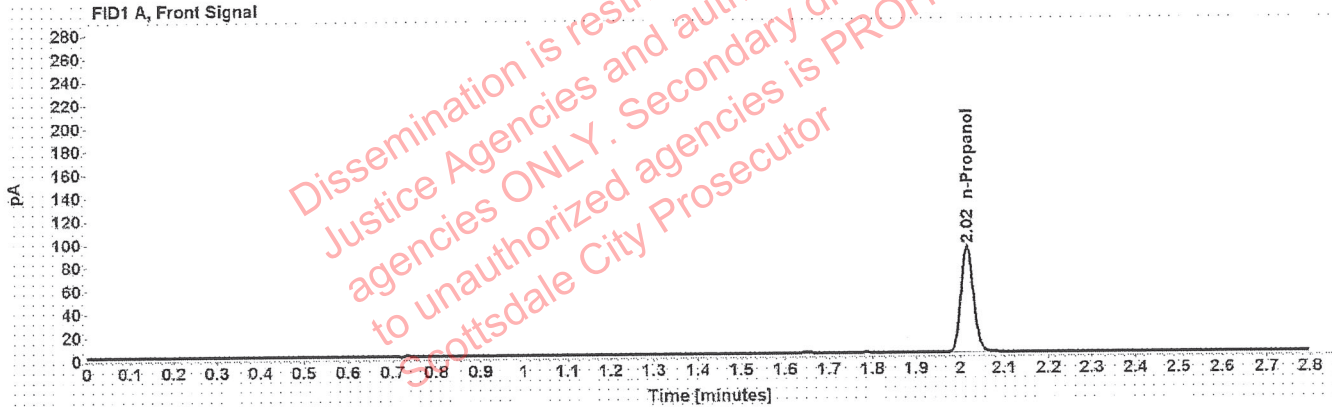 FID1 A, Front Signal
280
260
240
220
200
180
160
140
120
100
80
60
40
20
0
pA
2.02 n-Propanol
0 0.1 0.2 0.3 0.4 0.5 0.6 0.7 0.8 0.9 1 1.1 1.2 1.3 1.4 1.5 1.6 1.7 1.8 1.9 2 2.1 2.2 2.3 2.4 2.5 2.6 2.7 2.8
Time [minutes]
Dissemination is
Justice Agencies and
agencies ONLY. Secondary
to unauthorized agencies is
Scottsdale City Prosecutor